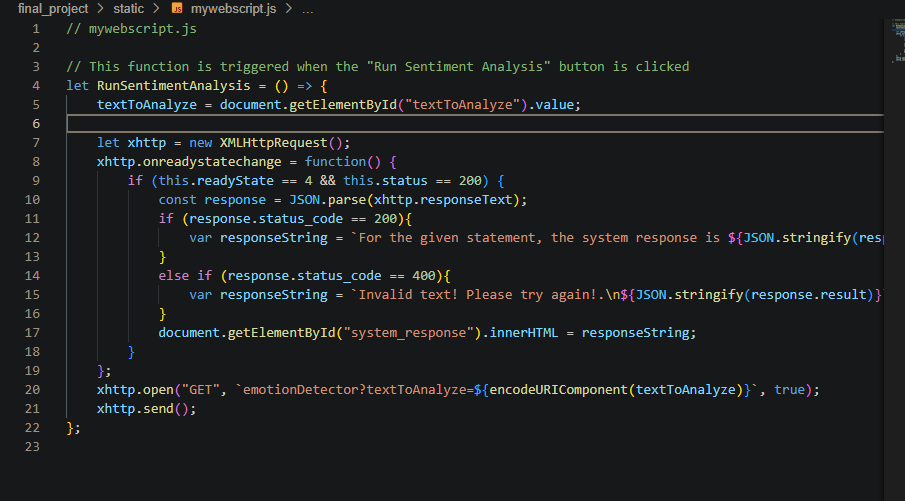 final_project > static > JS mywebscript.js > ...
1 // mywebscript.js
2
3 // This function is triggered when the "Run Sentiment Analysis" button is clicked
4 let RunSentimentAnalysis = () => {
5     textToAnalyze = document.getElementById("textToAnalyze").value;
6
7     let xhttp = new XMLHttpRequest();
8     xhttp.onreadystatechange = function() {
9         if (this.readyState == 4 && this.status == 200) {
10             const response = JSON.parse(xhttp.responseText);
11             if (response.status_code == 200){
12                 var responseString = `For the given statement, the system response is ${JSON.stringify(res
13             }
14             else if (response.status_code == 400){
15                 var responseString = `Invalid text! Please try again!.\n${JSON.stringify(response.result)}
16             }
17             document.getElementById("system_response").innerHTML = responseString;
18         }
19     };
20     xhttp.open("GET", `emotionDetector?textToAnalyze=${encodeURIComponent(textToAnalyze)}`, true);
21     xhttp.send();
22 };
23